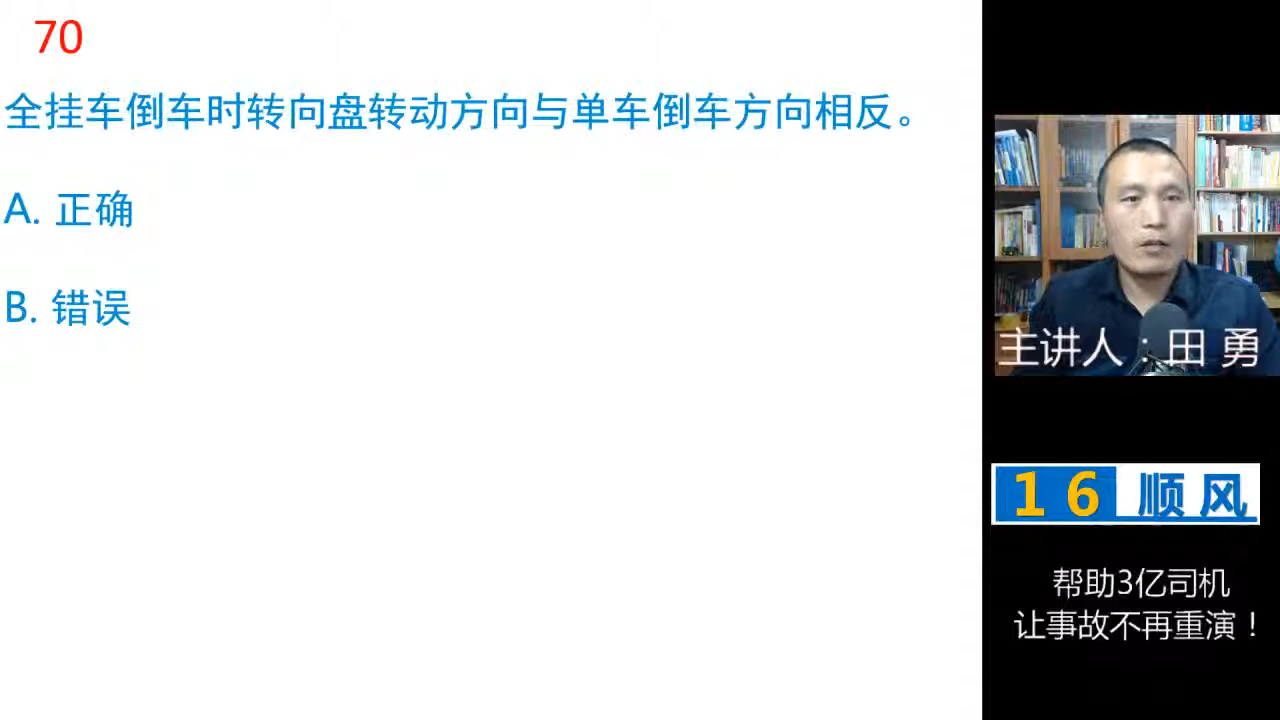 70
全挂车倒车时转向盘转动方向与单车倒车方向相反。
A. 正确
B. 错误
主讲人：田 勇
16 顺风
帮助3亿司机
让事故不再重演！